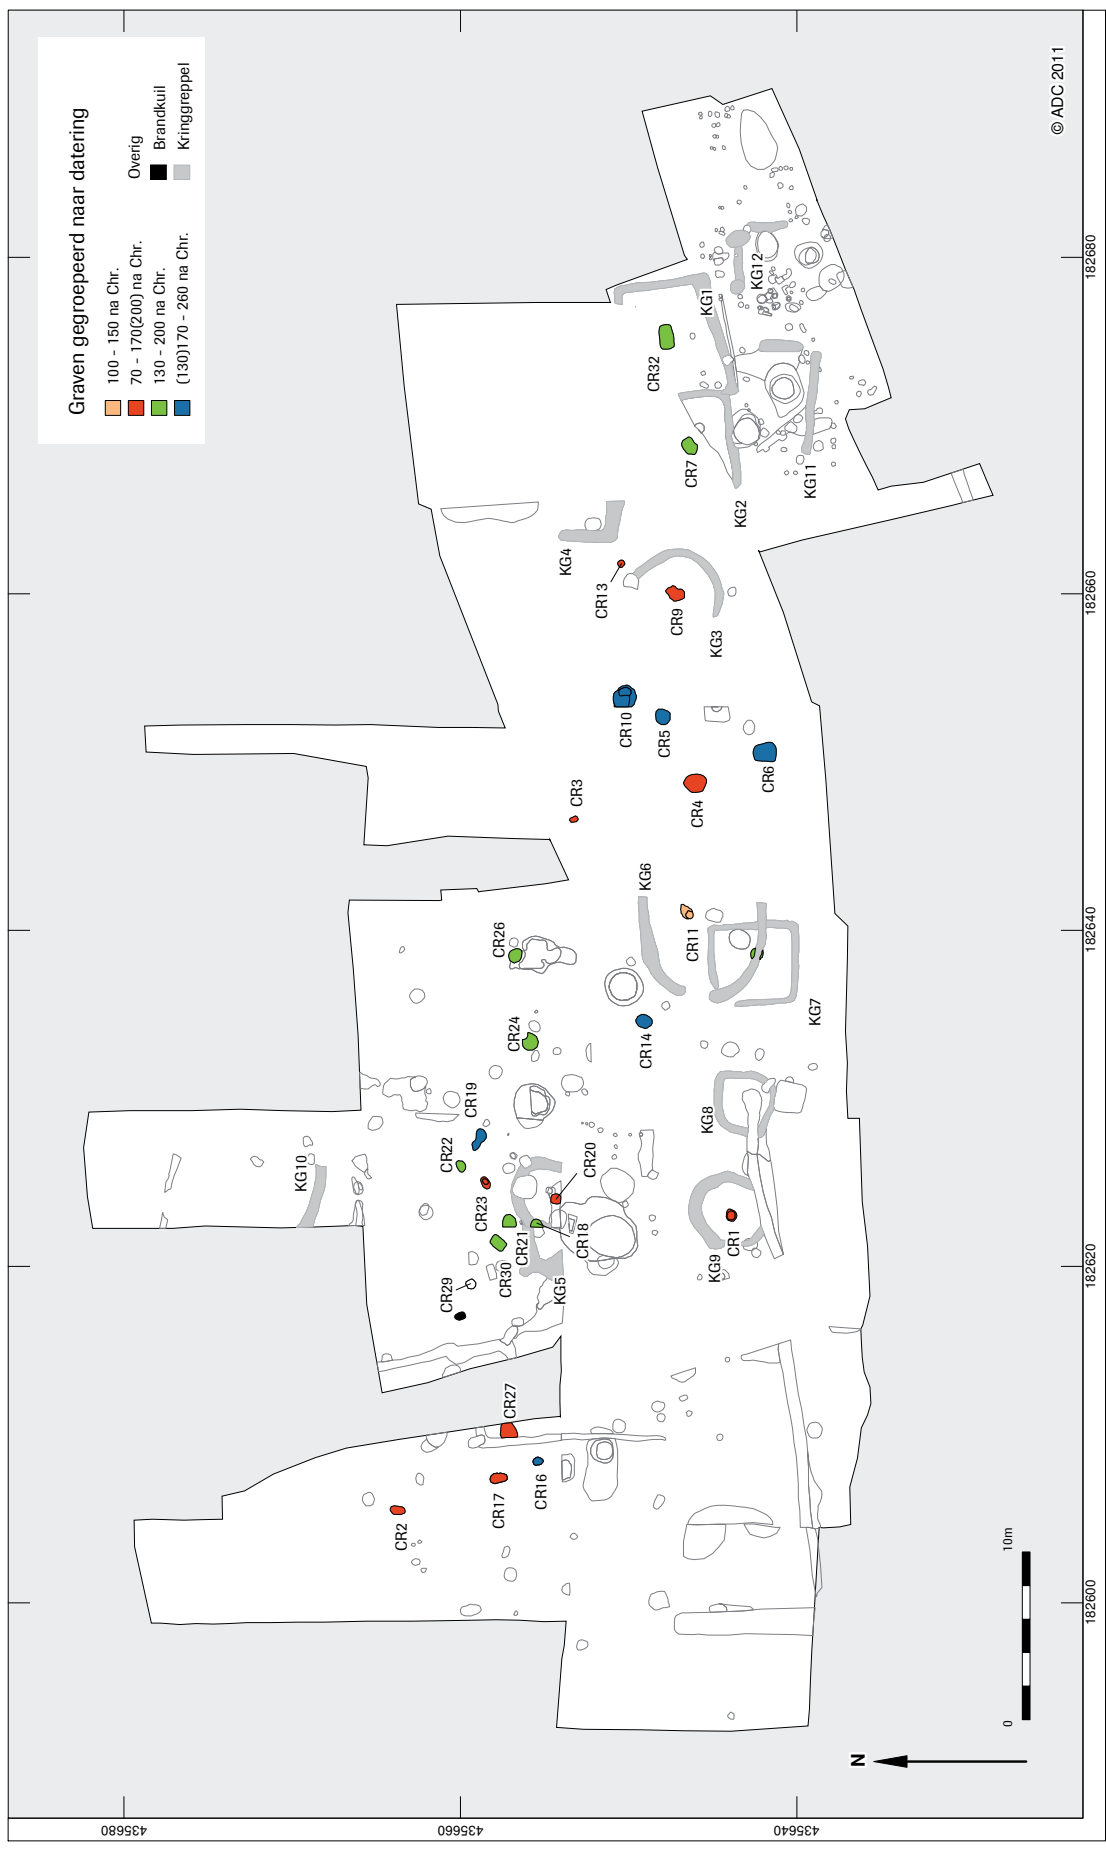 Graven gegroepeerd naar datering
100 - 150 na Chr.
70 - 170(200) na Chr.
130 - 200 na Chr.
(130)170 - 260 na Chr.
Overig
Brandkuil
Kringgreppel
© ADC 2011
182680
182660
182640
182620
182600
435680
435660
435640
KG12
KG1
CR32
CR7
KG11
KG2
KG4
CR13
CR9
KG3
CR10
CR5
CR6
CR4
CR3
KG6
CR11
CR26
KG7
CR24
CR14
CR19
CR22
KG10
KG8
CR20
CR23
CR18
CR21
CR1
KG9
CR30
CR29
KG5
CR27
CR16
CR17
CR2
0
10m
N